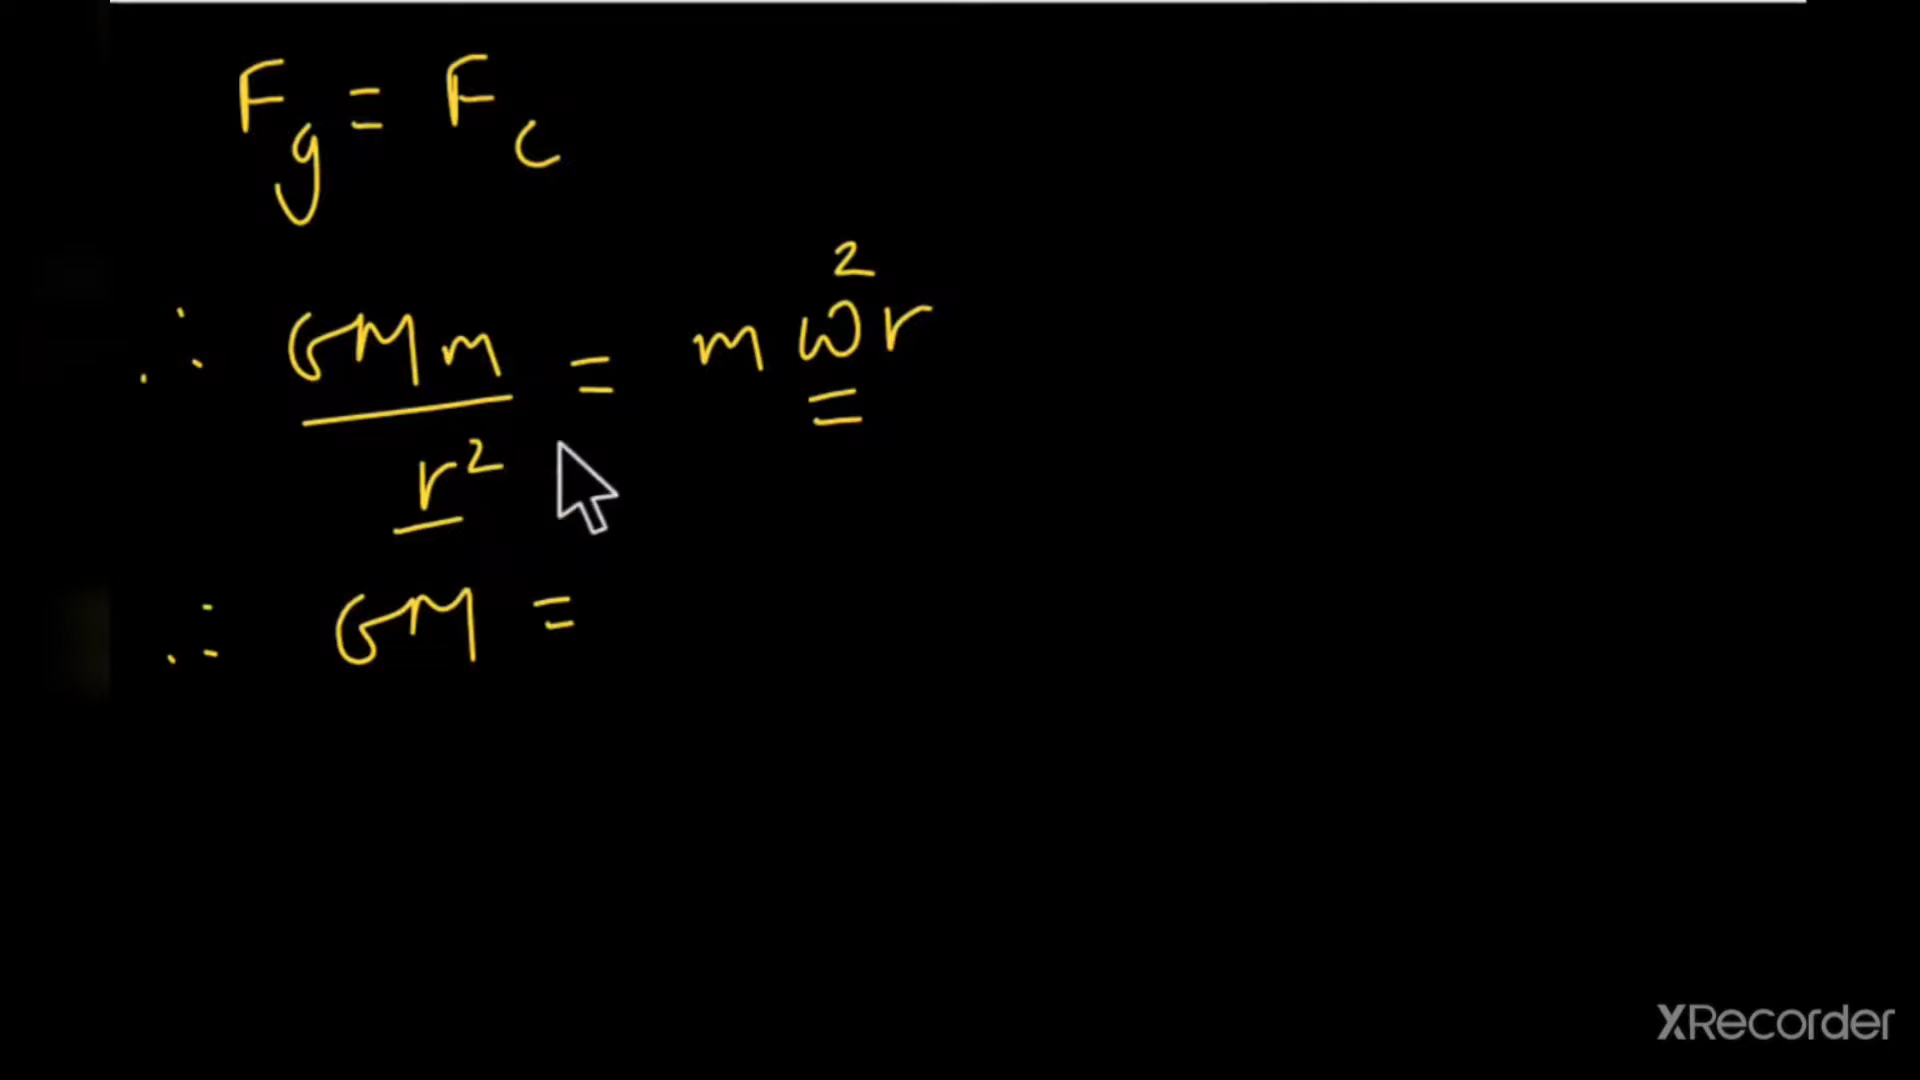 F_g = F_c
∴ GMm/r² = mω²r
∴ GM =
XRecorder